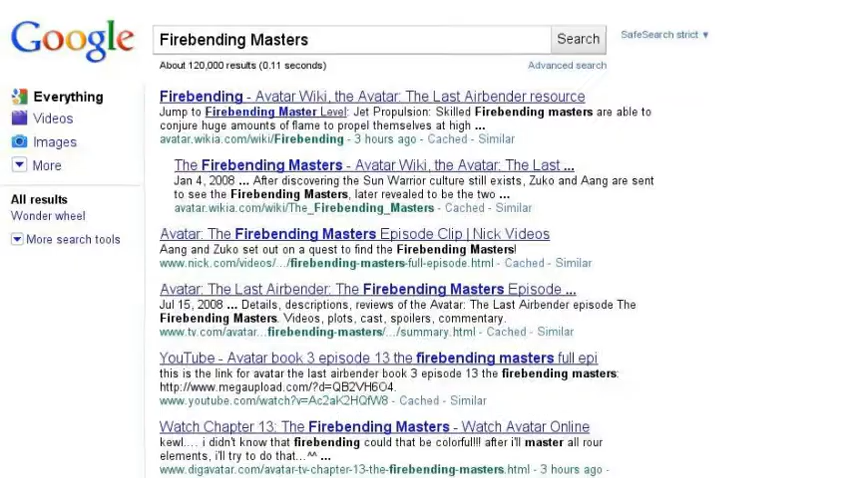 Google
Firebending Masters
Search
SafeSearch strict ▼
About 120,000 results (0.11 seconds)
Advanced search
Everything
Videos
Images
More
All results
Wonder wheel
More search tools
Firebending - Avatar Wiki, the Avatar: The Last Airbender resource
Jump to Firebending Master Level: Jet Propulsion: Skilled Firebending masters are able to
conjure huge amounts of flame to propel themselves at high ...
avatar.wikia.com/wiki/Firebending - 3 hours ago - Cached - Similar
The Firebending Masters - Avatar Wiki, the Avatar: The Last ...
Jan 4, 2008 ... After discovering the Sun Warrior culture still exists, Zuko and Aang are sent
to see the Firebending Masters, later revealed to be the two ...
avatar.wikia.com/wiki/The_Firebending_Masters - Cached - Similar
Avatar: The Firebending Masters Episode Clip | Nick Videos
Aang and Zuko set out on a quest to find the Firebending Masters!
www.nick.com/videos/.../firebending-masters-full-episode.html - Cached - Similar
Avatar: The Last Airbender: The Firebending Masters Episode ...
Jul 15, 2008 ... Details, descriptions, reviews of the Avatar: The Last Airbender episode The
Firebending Masters. Videos, plots, cast, spoilers, commentary.
www.tv.com/avatar...firebending-masters/.../summary.html - Cached - Similar
YouTube - Avatar book 3 episode 13 the firebending masters full epi
this is the link for avatar the last airbender book 3 episode 13 the firebending masters:
http://www.megaupload.com/?d=QB2VH6O4.
www.youtube.com/watch?v=Ac2aK2HQfW8 - Cached - Similar
Watch Chapter 13: The Firebending Masters - Watch Avatar Online
kewl.... i didn't know that firebending could that be colorful!!! after i'll master all rour
elements, i'll try to do that...^^ ...
www.digavatar.com/avatar-tv-chapter-13-the-firebending-masters.html - 3 hours ago -